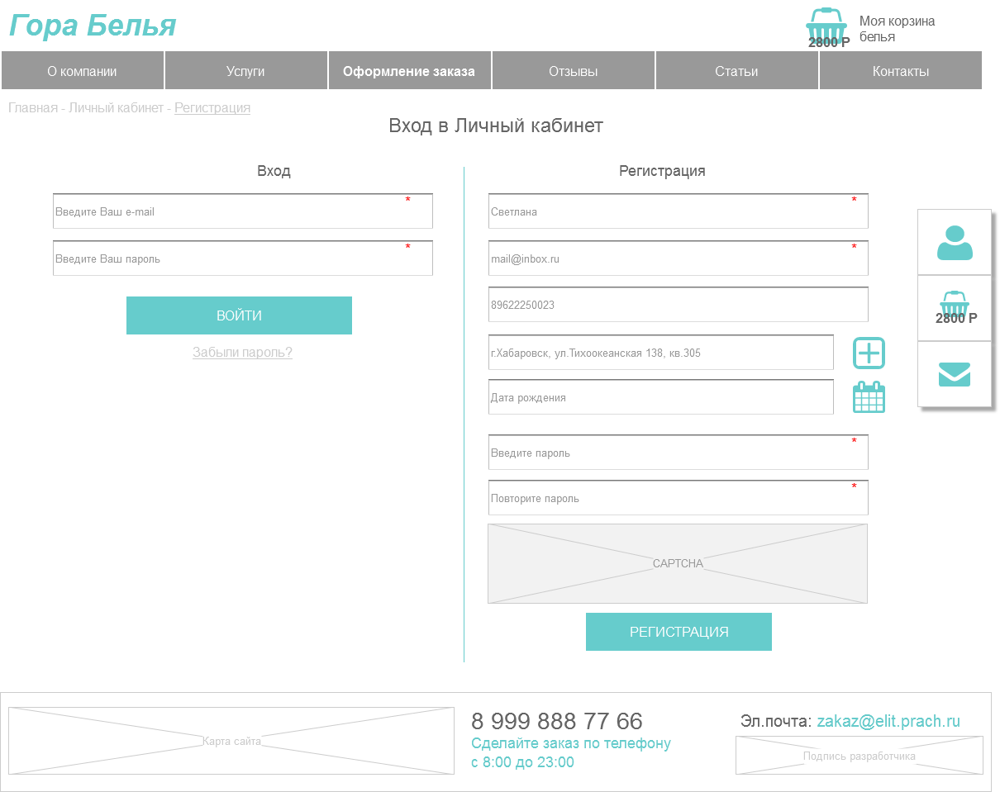 Гора Белья
2800 Р
Моя корзина
белья
О компании
Услуги
Оформление заказа
Отзывы
Статьи
Контакты
Главная - Личный кабинет - Регистрация
Вход в Личный кабинет
Вход
Введите Ваш e-mail *
Введите Ваш пароль *
ВОЙТИ
Забыли пароль?
Регистрация
Светлана *
mail@inbox.ru *
89622250023
г.Хабаровск, ул.Тихоокеанская 138, кв.305
Дата рождения
Введите пароль *
Повторите пароль *
CAPTCHA
РЕГИСТРАЦИЯ
2800 Р
Карта сайта
8 999 888 77 66
Сделайте заказ по телефону
с 8:00 до 23:00
Эл.почта: zakaz@elit.prach.ru
Подпись разработчика